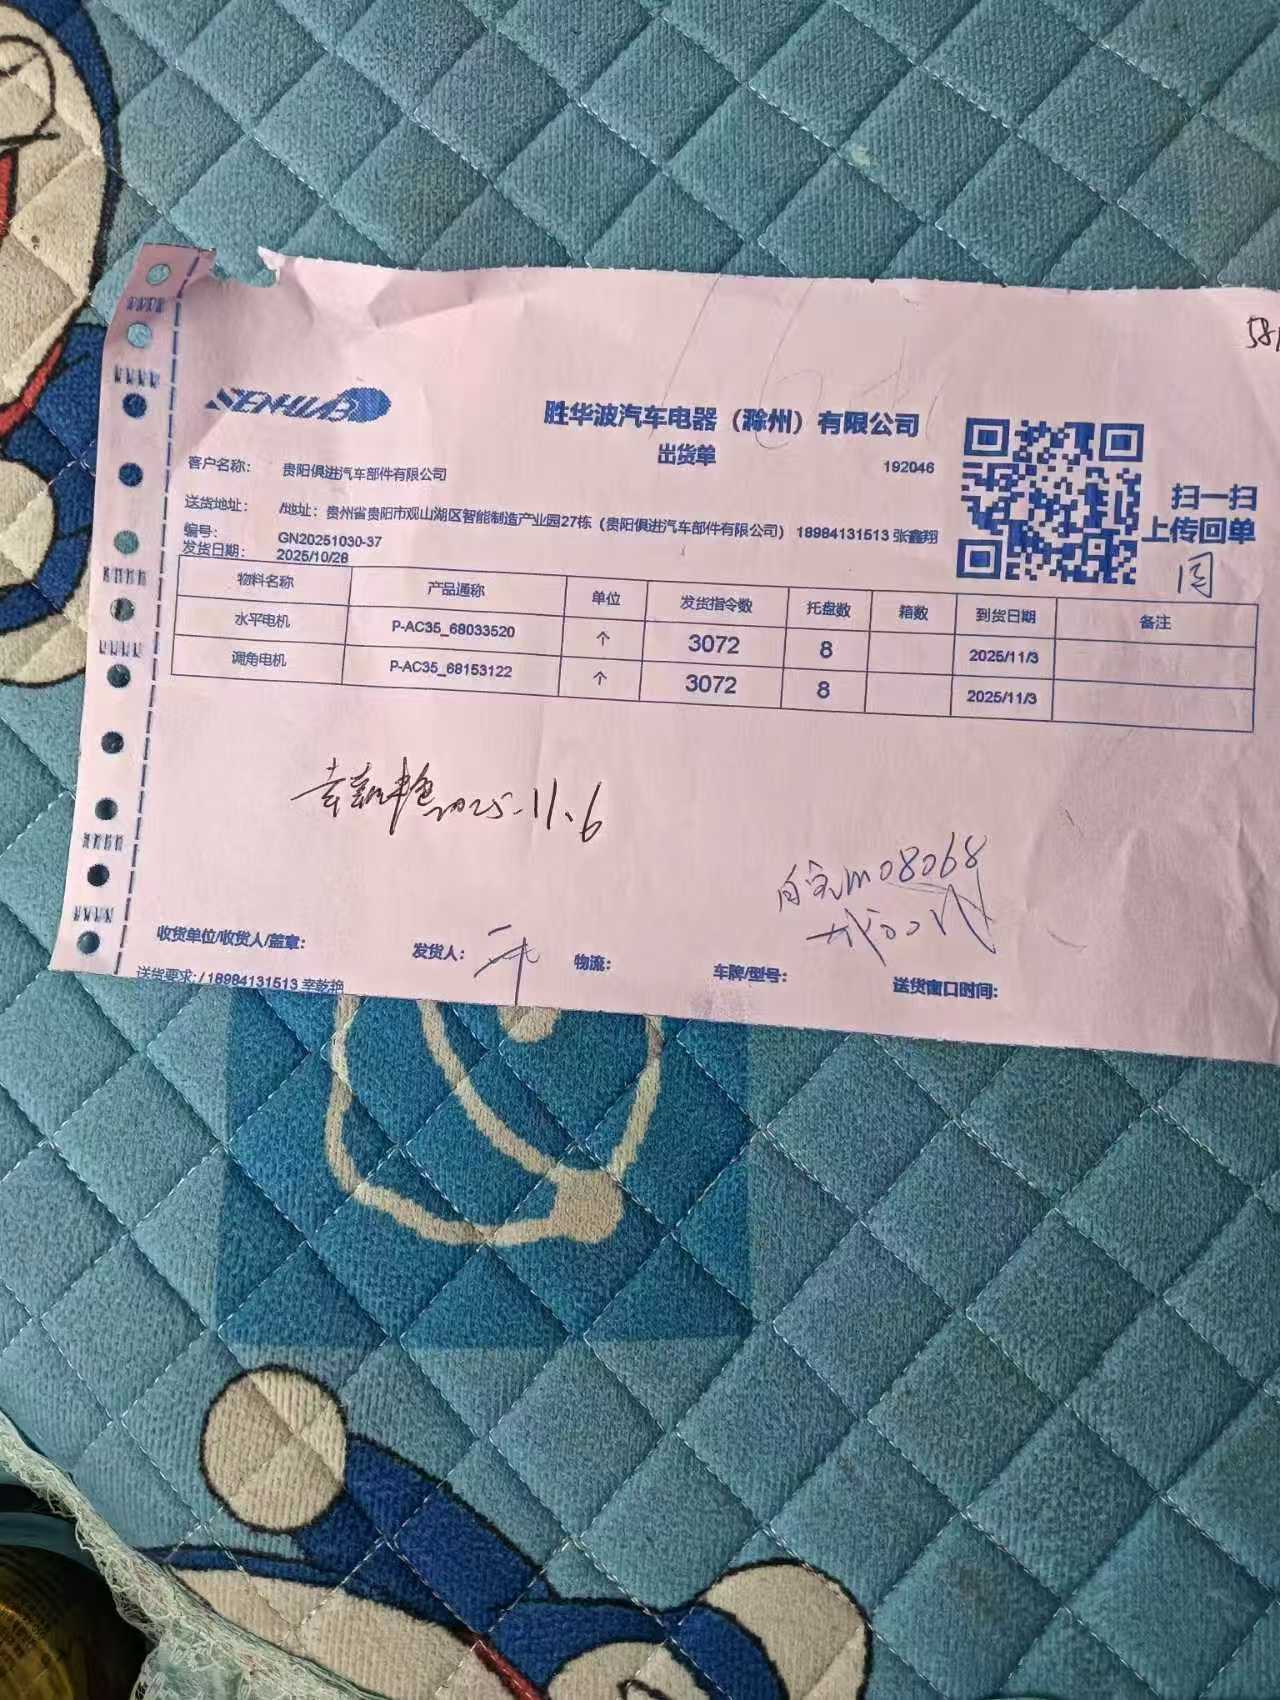 581
SENHUAB
胜华波汽车电器（滁州）有限公司
出货单
192046
扫一扫
上传回单
客户名称： 贵阳俱进汽车部件有限公司
送货地址： /地址：贵州省贵阳市观山湖区智能制造产业园27栋（贵阳俱进汽车部件有限公司） 18984131513 张鑫翔
编号： GN20251030-37
发货日期： 2025/10/28
物料名称 产品通称 单位 发货指令数 托盘数 箱数 到货日期 备注
水平电机 P-AC35_68033520 个 3072 8 2025/11/3
调角电机 P-AC35_68153122 个 3072 8 2025/11/3
2025.11.6
m08068
收货单位/收货人/盖章： 发货人： 物流： 车牌/型号： 送货窗口时间：
送货要求：/ 18984131513 幸乾艳